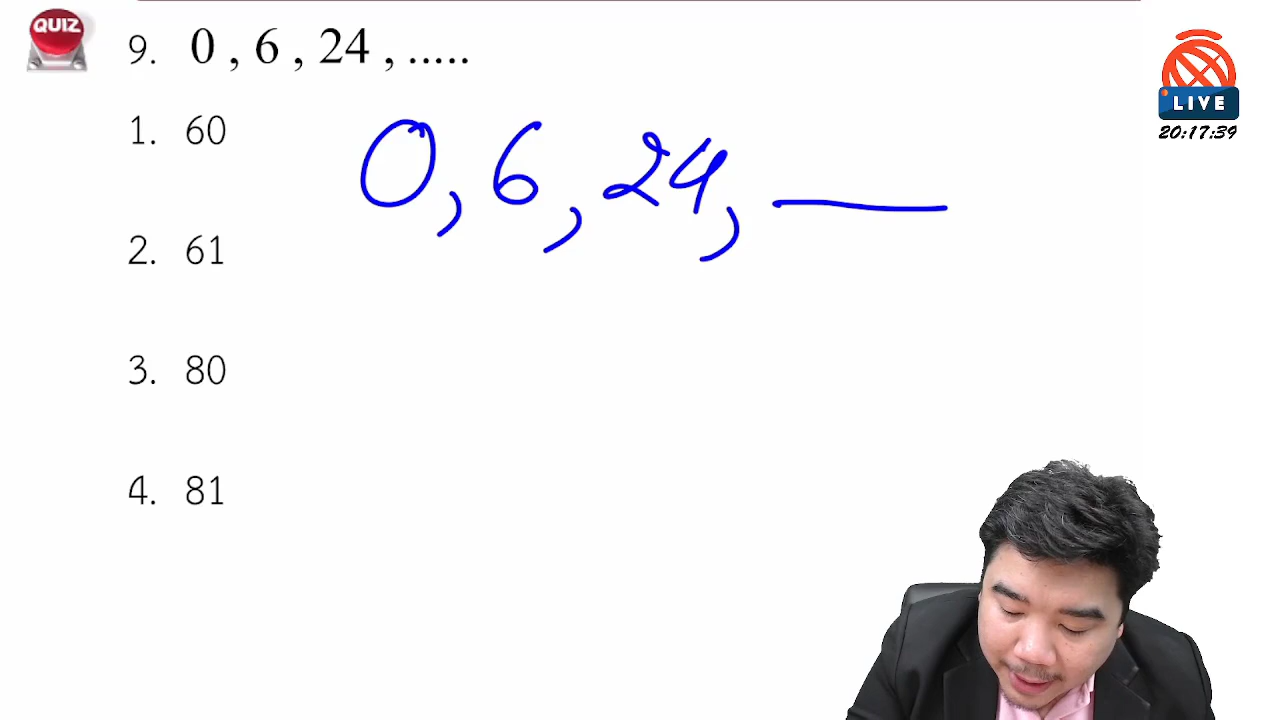 QUIZ
9. 0 , 6 , 24 , .....
1. 60
0, 6, 24, _____
2. 61
3. 80
4. 81
LIVE
20:17:39